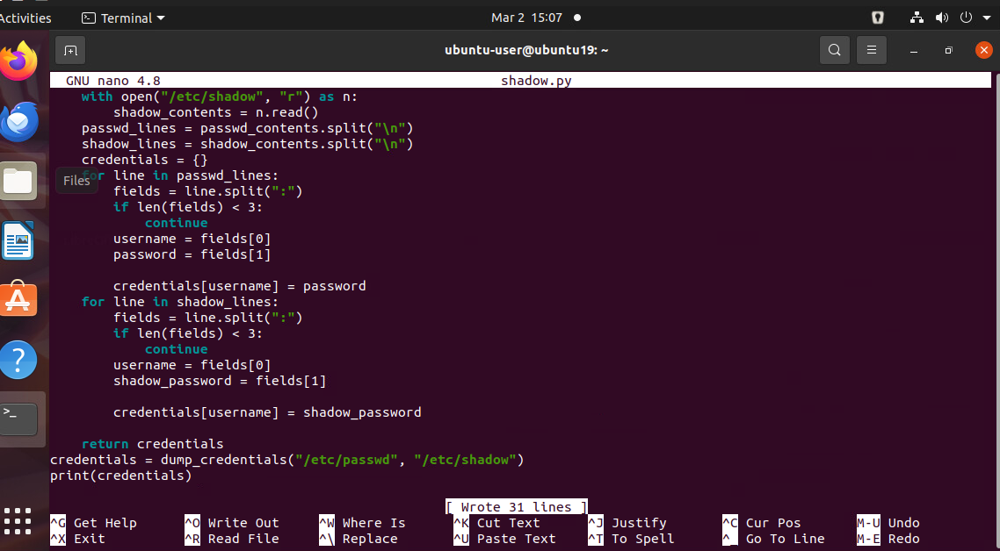 Activities Terminal Mar 2 15:07
ubuntu-user@ubuntu19: ~
GNU nano 4.8 shadow.py
    with open("/etc/shadow", "r") as n:
        shadow_contents = n.read()
    passwd_lines = passwd_contents.split("\n")
    shadow_lines = shadow_contents.split("\n")
    credentials = {}
    for line in passwd_lines:
Files
        fields = line.split(":")
        if len(fields) < 3:
            continue
        username = fields[0]
        password = fields[1]
        credentials[username] = password
    for line in shadow_lines:
        fields = line.split(":")
        if len(fields) < 3:
            continue
        username = fields[0]
        shadow_password = fields[1]
        credentials[username] = shadow_password
    return credentials
credentials = dump_credentials("/etc/passwd", "/etc/shadow")
print(credentials)
[ Wrote 31 lines ]
^G Get Help ^O Write Out ^W Where Is ^K Cut Text ^J Justify ^C Cur Pos M-U Undo
^X Exit ^R Read File ^\ Replace ^U Paste Text ^T To Spell ^_ Go To Line M-E Redo